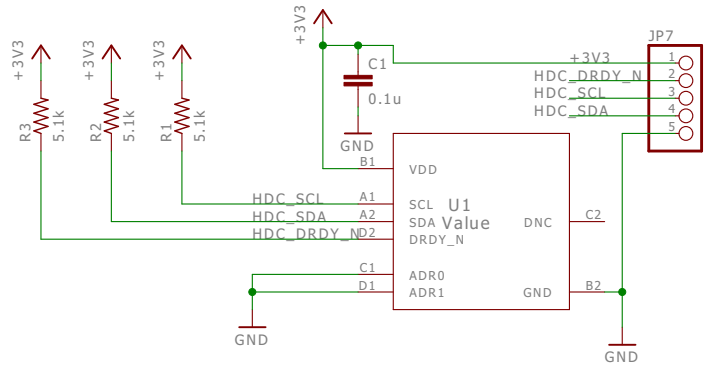 +3V3
+3V3
+3V3
+3V3
JP7
C1
0.1u
GND
+3V3
1
HDC_DRDY_N
2
HDC_SCL
3
HDC_SDA
4
5
R3
5.1k
R2
5.1k
R1
5.1k
B1
VDD
HDC_SCL
A1
SCL
U1
HDC_SDA
A2
SDA
Value
DNC
C2
HDC_DRDY_N
D2
DRDY_N
C1
ADR0
D1
ADR1
GND
B2
GND
GND